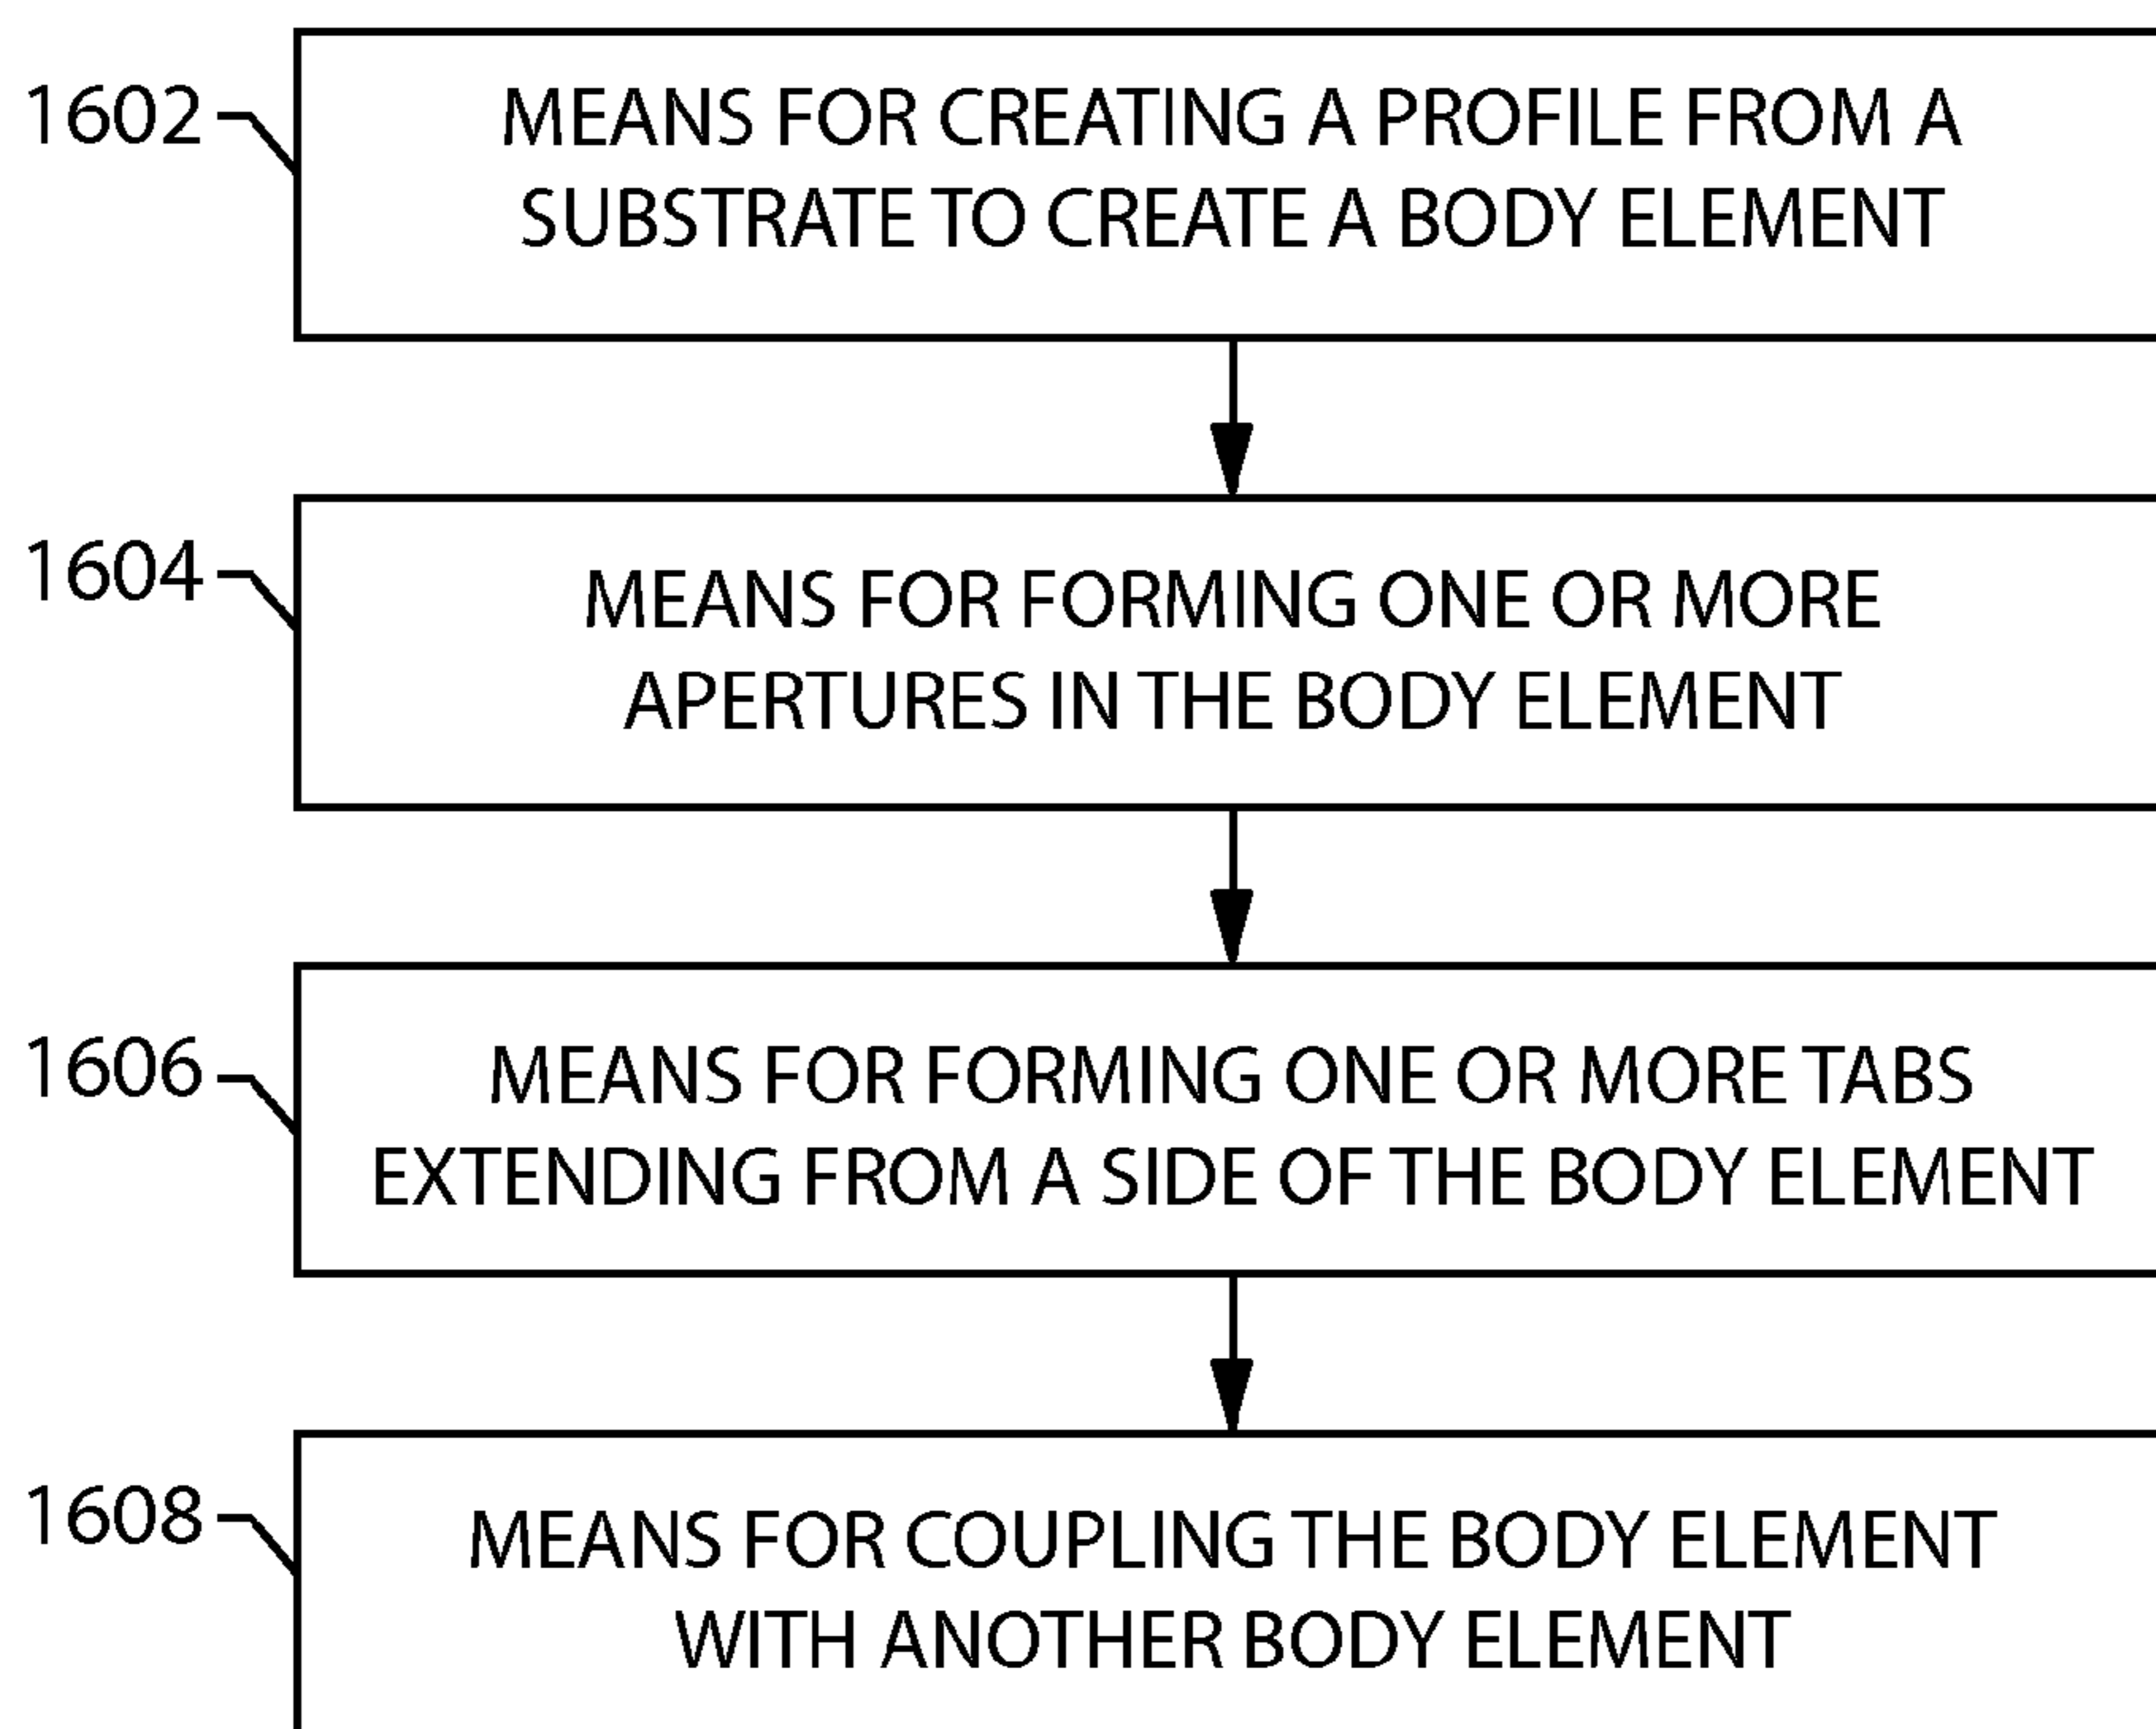 1602
MEANS FOR CREATING A PROFILE FROM A
SUBSTRATE TO CREATE A BODY ELEMENT
1604
MEANS FOR FORMING ONE OR MORE
APERTURES IN THE BODY ELEMENT
1606
MEANS FOR FORMING ONE OR MORE TABS
EXTENDING FROM A SIDE OF THE BODY ELEMENT
1608
MEANS FOR COUPLING THE BODY ELEMENT
WITH ANOTHER BODY ELEMENT